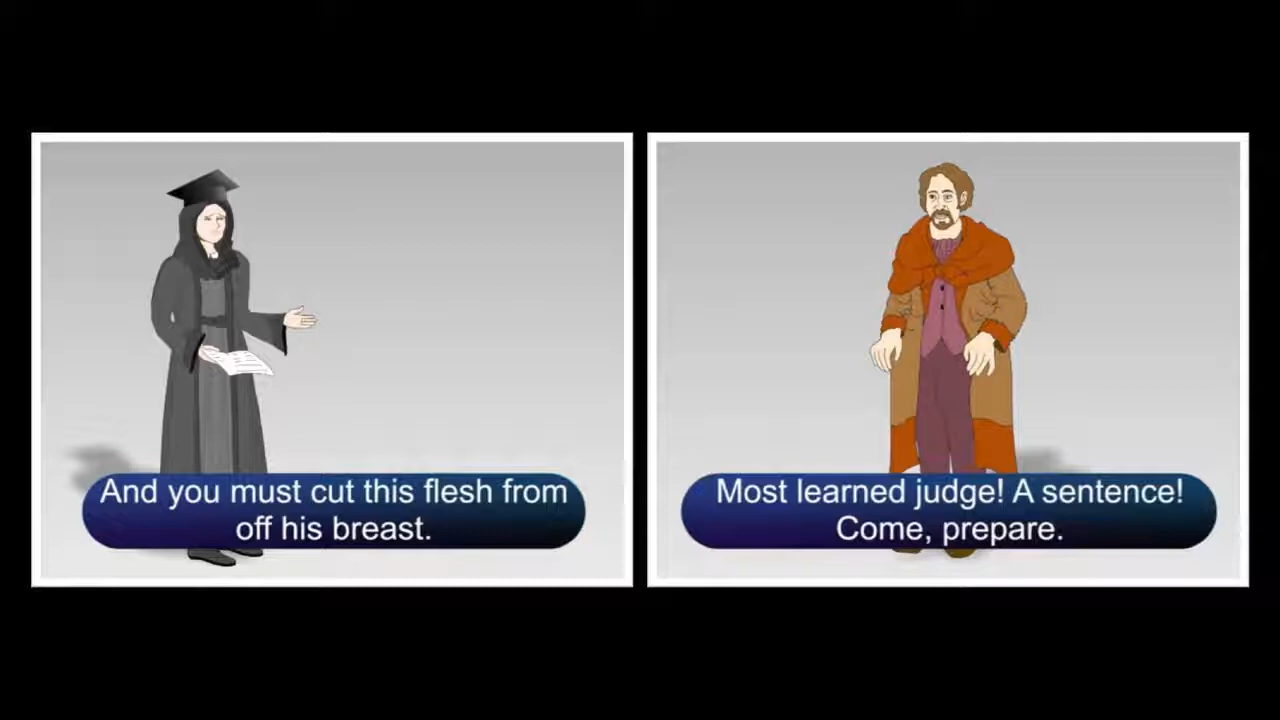 And you must cut this flesh from
off his breast.
Most learned judge! A sentence!
Come, prepare.